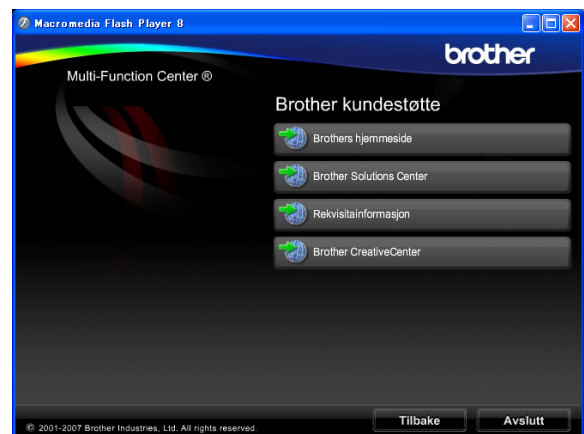 Macromedia Flash Player 8
brother
Multi-Function Center ®
Brother kundestøtte
Brothers hjemmeside
Brother Solutions Center
Rekvisitainformasjon
Brother CreativeCenter
Tilbake
Avslutt
© 2001-2007 Brother Industries, Ltd. All rights reserved.